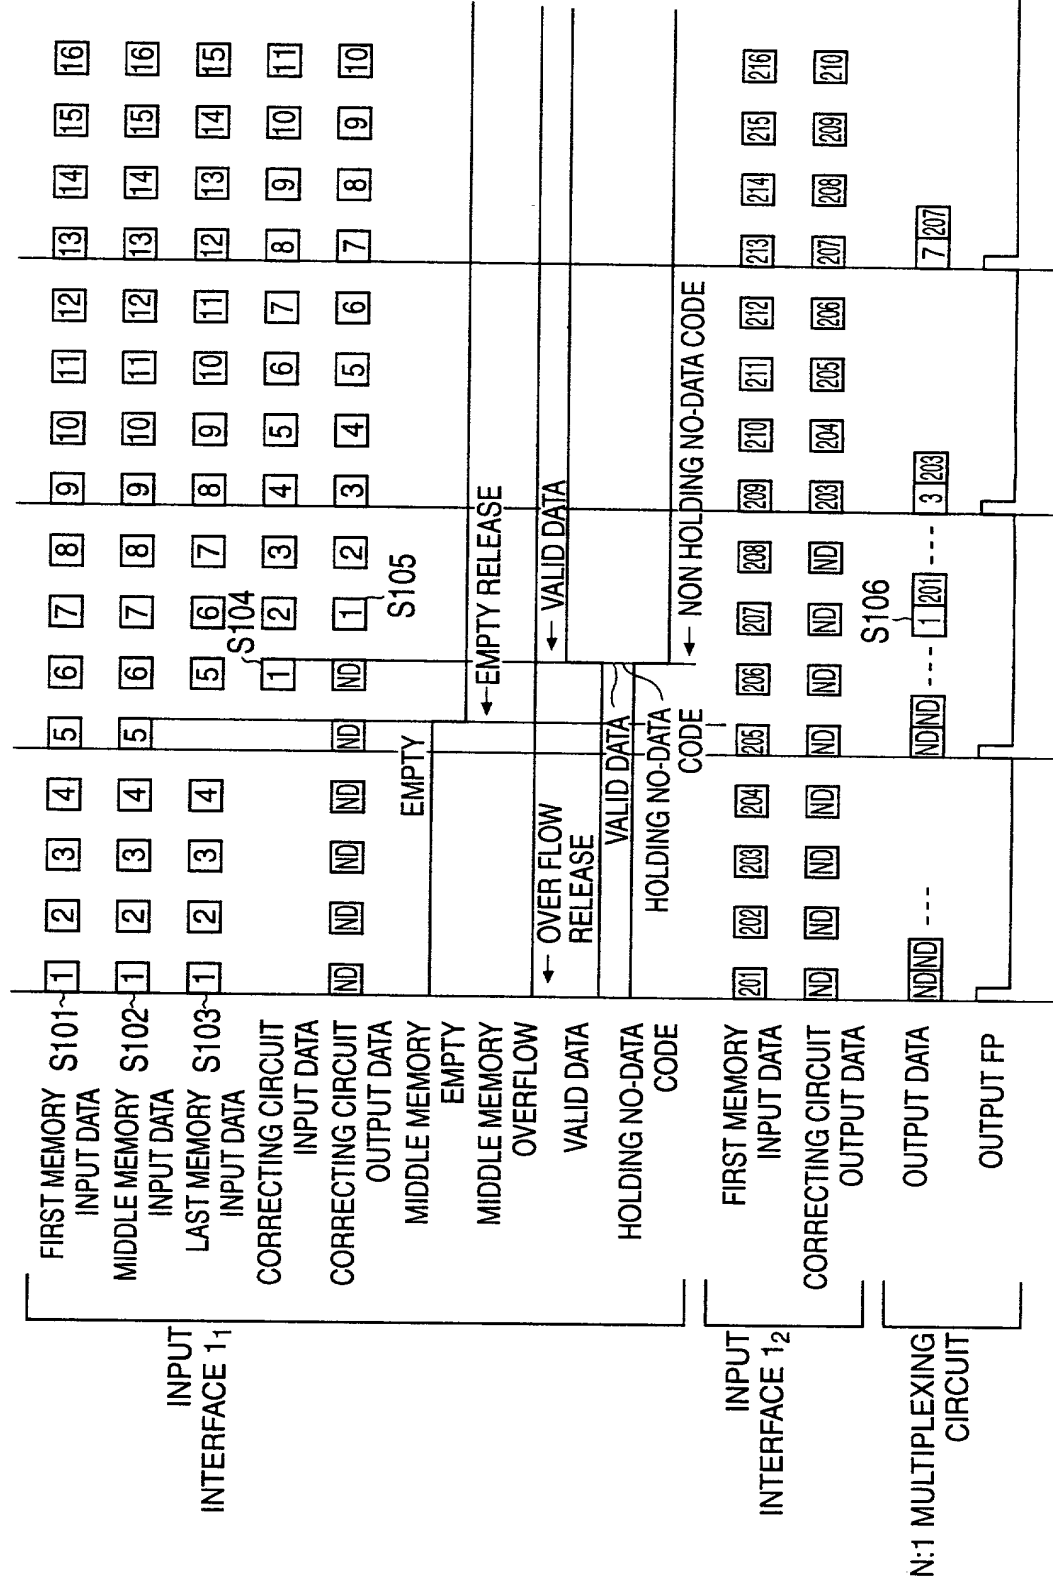 INPUT
INTERFACE 1₁
FIRST MEMORY
INPUT DATA
S101
1 2 3 4 5 6 7 8 9 10 11 12 13 14 15 16
MIDDLE MEMORY
INPUT DATA
S102
1 2 3 4 5 6 7 8 9 10 11 12 13 14 15 16
LAST MEMORY
INPUT DATA
S103
1 2 3 4 5 6 7 8 9 10 11 12 13 14 15
CORRECTING CIRCUIT
INPUT DATA
S104
1 2 3 4 5 6 7 8 9 10 11
CORRECTING CIRCUIT
OUTPUT DATA
ND ND ND ND ND ND 1 2 3 4 5 6 7 8 9 10
S105
MIDDLE MEMORY
EMPTY
EMPTY
EMPTY RELEASE
MIDDLE MEMORY
OVERFLOW
OVER FLOW
RELEASE
VALID DATA
VALID DATA
VALID DATA
HOLDING NO-DATA
CODE
HOLDING NO-DATA
CODE
NON HOLDING NO-DATA CODE
INPUT
INTERFACE 1₂
FIRST MEMORY
INPUT DATA
201 202 203 204 205 206 207 208 209 210 211 212 213 214 215 216
CORRECTING CIRCUIT
OUTPUT DATA
ND ND ND ND ND ND ND ND 203 204 205 206 207 208 209 210
N:1 MULTIPLEXING
CIRCUIT
OUTPUT DATA
ND ND --- ND ND ---- 1 201 ---- 3 203 7 207
S106
OUTPUT FP